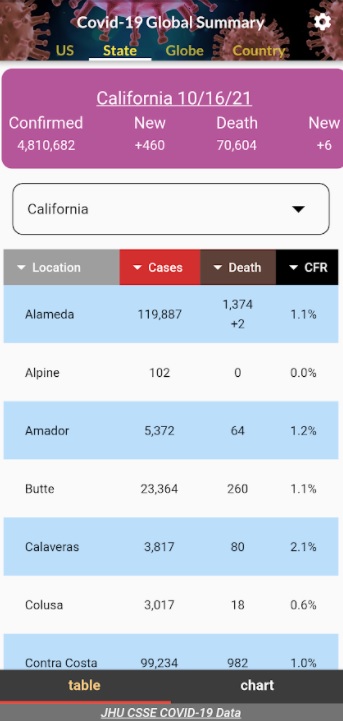 Covid-19 Global Summary
US State Globe Country
California 10/16/21
Confirmed New Death New
4,810,682 +460 70,604 +6
California
Location Cases Death CFR
Alameda 119,887 1,374 +2 1.1%
Alpine 102 0 0.0%
Amador 5,372 64 1.2%
Butte 23,364 260 1.1%
Calaveras 3,817 80 2.1%
Colusa 3,017 18 0.6%
Contra Costa 99,234 982 1.0%
table chart
JHU CSSE COVID-19 Data